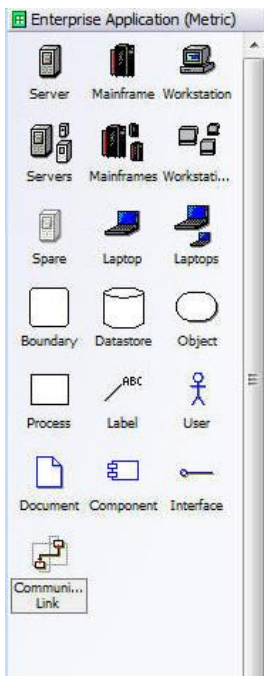 Enterprise Application (Metric)
Server Mainframe Workstation
Servers Mainframes Workstati...
Spare Laptop Laptops
Boundary Datastore Object
ABC
Process Label User
Document Component Interface
Communi...
Link